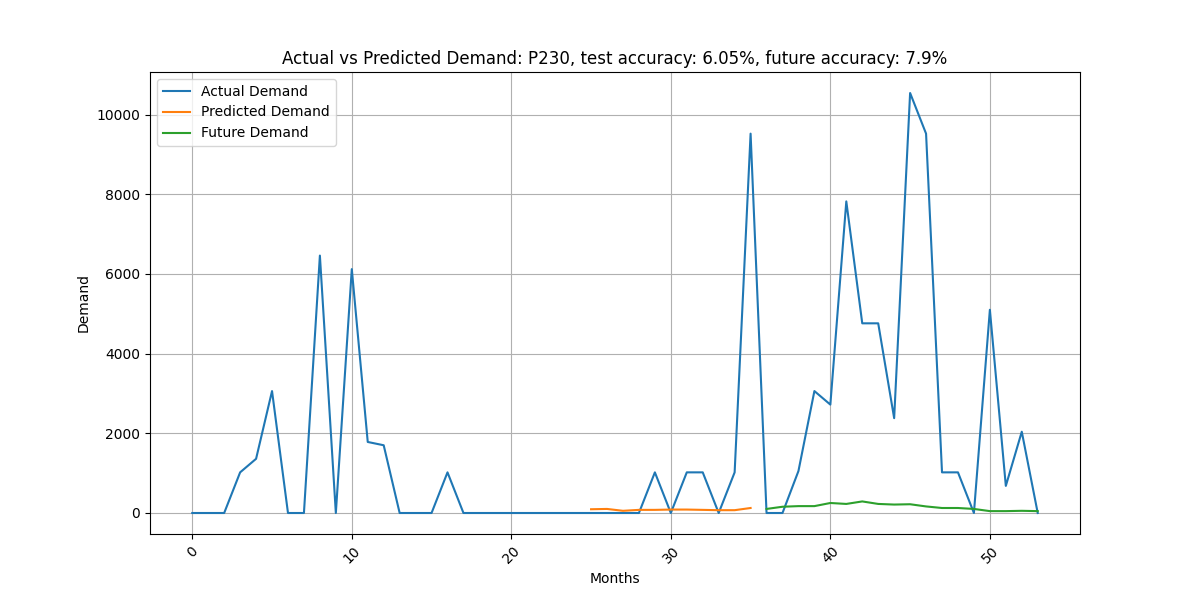 Actual vs Predicted Demand: P230, test accuracy: 6.05%, future accuracy: 7.9%
Actual Demand
Predicted Demand
Future Demand
10000
8000
6000
4000
2000
0
Demand
0
10
20
30
40
50
Months